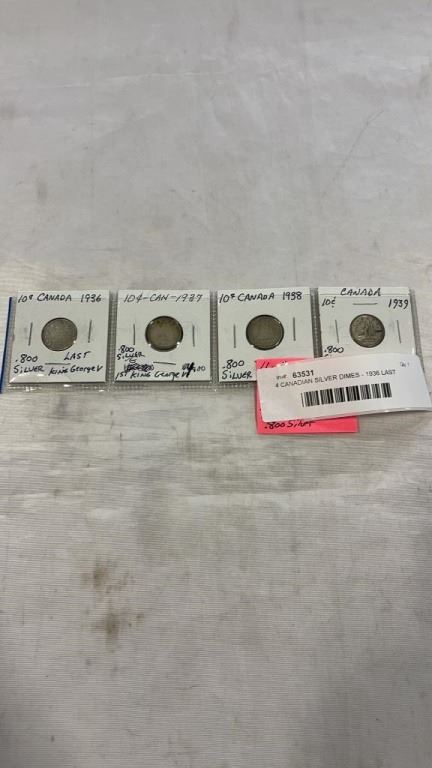 10¢ CANADA 1936
.800 LAST
SILVER KING GEORGE V
10¢-CAN-1937
.800
SILVER
1ST KING GEORGE VI
10¢ CANADA 1938
.800
SILVER
CANADA
10¢ 1939
.800
63531
4 CANADIAN SILVER DIMES - 1936 LAST
.800 SILVER